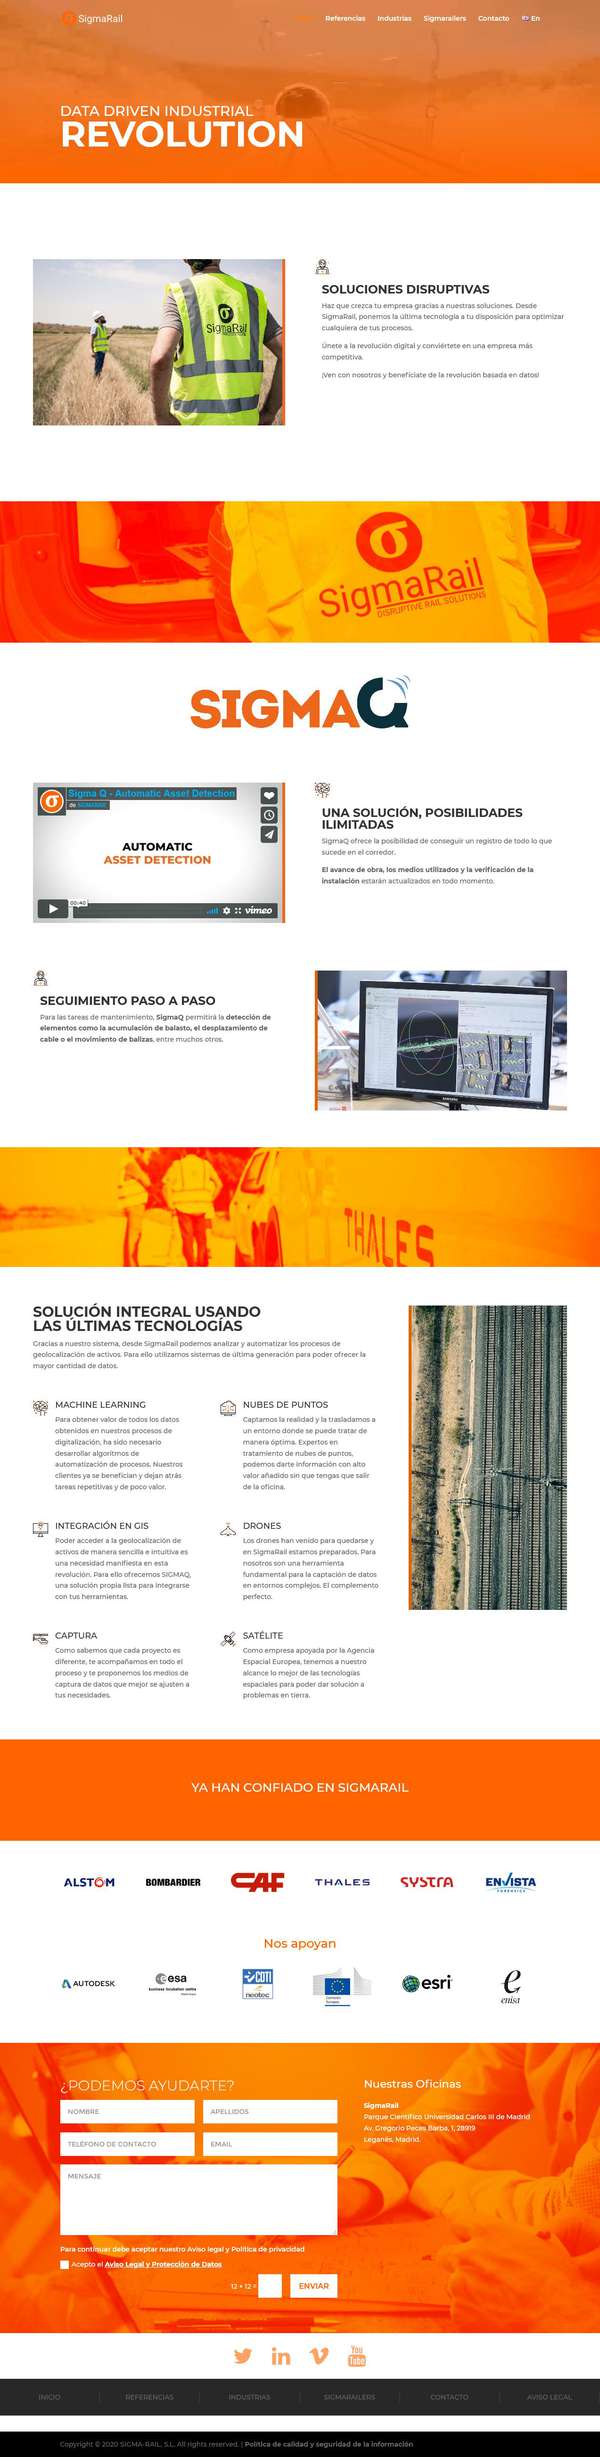 SigmaRail
Referencias
Industrias
Sigmarailers
Contacto
En
DATA DRIVEN INDUSTRIAL
REVOLUTION
SigmaRail
SOLUCIONES DISRUPTIVAS
Haz que crezca tu empresa gracias a nuestras soluciones. Desde
SigmaRail, ponemos la última tecnología a tu disposición para optimizar
cualquiera de tus procesos.
Únete a la revolución digital y conviértete en una empresa más
competitiva.
¡Ven con nosotros y benefíciate de la revolución basada en datos!
SigmaRail
DISRUPTIVE RAIL SOLUTIONS
SIGMAQ
Sigma Q - Automatic Asset Detection
de SIGMARAIL
AUTOMATIC
ASSET DETECTION
00:40
vimeo
UNA SOLUCIÓN, POSIBILIDADES
ILIMITADAS
SigmaQ ofrece la posibilidad de conseguir un registro de todo lo que
sucede en el corredor.
El avance de obra, los medios utilizados y la verificación de la
instalación estarán actualizados en todo momento.
SEGUIMIENTO PASO A PASO
Para las tareas de mantenimiento, SigmaQ permitirá la detección de
elementos como la acumulación de balasto, el desplazamiento de
cable o el movimiento de balizas, entre muchos otros.
SAMSUNG
THALES
SOLUCIÓN INTEGRAL USANDO
LAS ÚLTIMAS TECNOLOGÍAS
Gracias a nuestro sistema, desde SigmaRail podemos analizar y automatizar los procesos de
geolocalización de activos. Para ello utilizamos sistemas de última generación para poder ofrecer la
mayor cantidad de datos.
MACHINE LEARNING
Para obtener valor de todos los datos
obtenidos en nuestros procesos de
digitalización, ha sido necesario
desarrollar algoritmos de
automatización de procesos. Nuestros
clientes ya se benefician y dejan atrás
tareas repetitivas y de poco valor.
NUBES DE PUNTOS
Captamos la realidad y la trasladamos a
un entorno donde se puede tratar de
manera óptima. Expertos en
tratamiento de nubes de puntos,
podemos darte información con alto
valor añadido sin que tengas que salir
de la oficina.
INTEGRACIÓN EN GIS
Poder acceder a la geolocalización de
activos de manera sencilla e intuitiva es
una necesidad manifiesta en esta
revolución. Para ello ofrecemos SIGMAQ,
una solución propia lista para integrarse
con tus herramientas.
DRONES
Los drones han venido para quedarse y
en SigmaRail estamos preparados. Para
nosotros son una herramienta
fundamental para la captación de datos
en entornos complejos. El complemento
perfecto.
CAPTURA
Como sabemos que cada proyecto es
diferente, te acompañamos en todo el
proceso y te proponemos los medios de
captura de datos que mejor se ajusten a
tus necesidades.
SATÉLITE
Como empresa apoyada por la Agencia
Espacial Europea, tenemos a nuestro
alcance lo mejor de las tecnologías
espaciales para poder dar solución a
problemas en tierra.
YA HAN CONFIADO EN SIGMARAIL
ALSTOM
BOMBARDIER
CAF
THALES
SYSTRA
ENVISTA
FORENSICS
Nos apoyan
AUTODESK
esa
business incubation centre
CDTI
neotec
Comisión
Europea
esri
enisa
¿PODEMOS AYUDARTE?
NOMBRE
APELLIDOS
TELÉFONO DE CONTACTO
EMAIL
MENSAJE
Para continuar debe aceptar nuestro Aviso legal y Política de privacidad
Acepto el Aviso Legal y Protección de Datos
12 + 12 =
ENVIAR
Nuestras Oficinas
SigmaRail
Parque Científico Universidad Carlos III de Madrid
Av. Gregorio Peces Barba, 1, 28919
Leganés, Madrid.
You
Tube
INICIO
REFERENCIAS
INDUSTRIAS
SIGMARAILERS
CONTACTO
AVISO LEGAL
Copyright © 2020 SIGMA-RAIL, S.L. All rights reserved. | Política de calidad y seguridad de la información